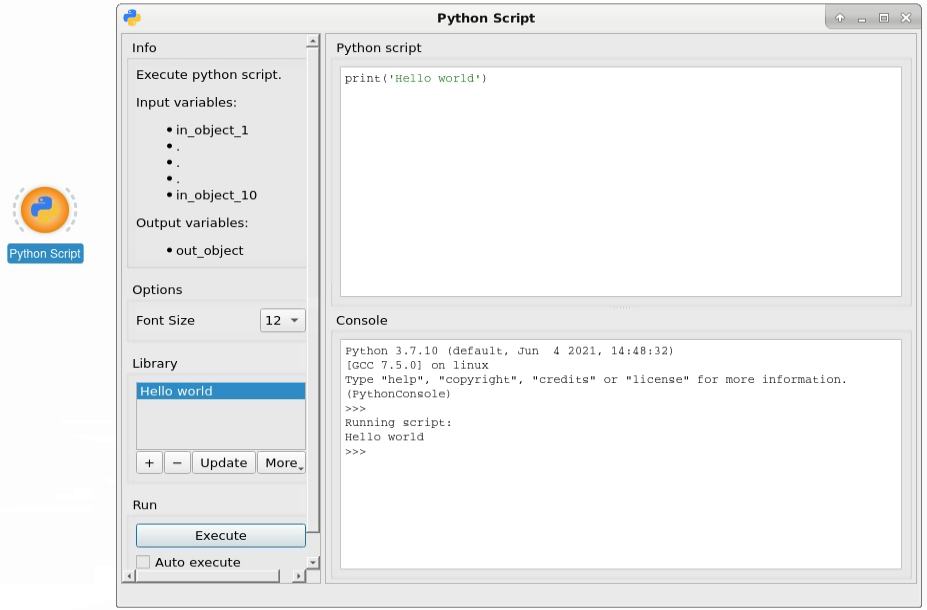 Python Script
Python Script
Info
Execute python script.
Input variables:
• in_object_1
• .
• .
• .
• in_object_10
Output variables:
• out_object
Options
Font Size 12
Library
Hello world
+ − Update More
Run
Execute
Auto execute
Python script
print('Hello world')
Console
Python 3.7.10 (default, Jun  4 2021, 14:48:32)
[GCC 7.5.0] on linux
Type "help", "copyright", "credits" or "license" for more information.
(PythonConsole)
>>>
Running script:
Hello world
>>>